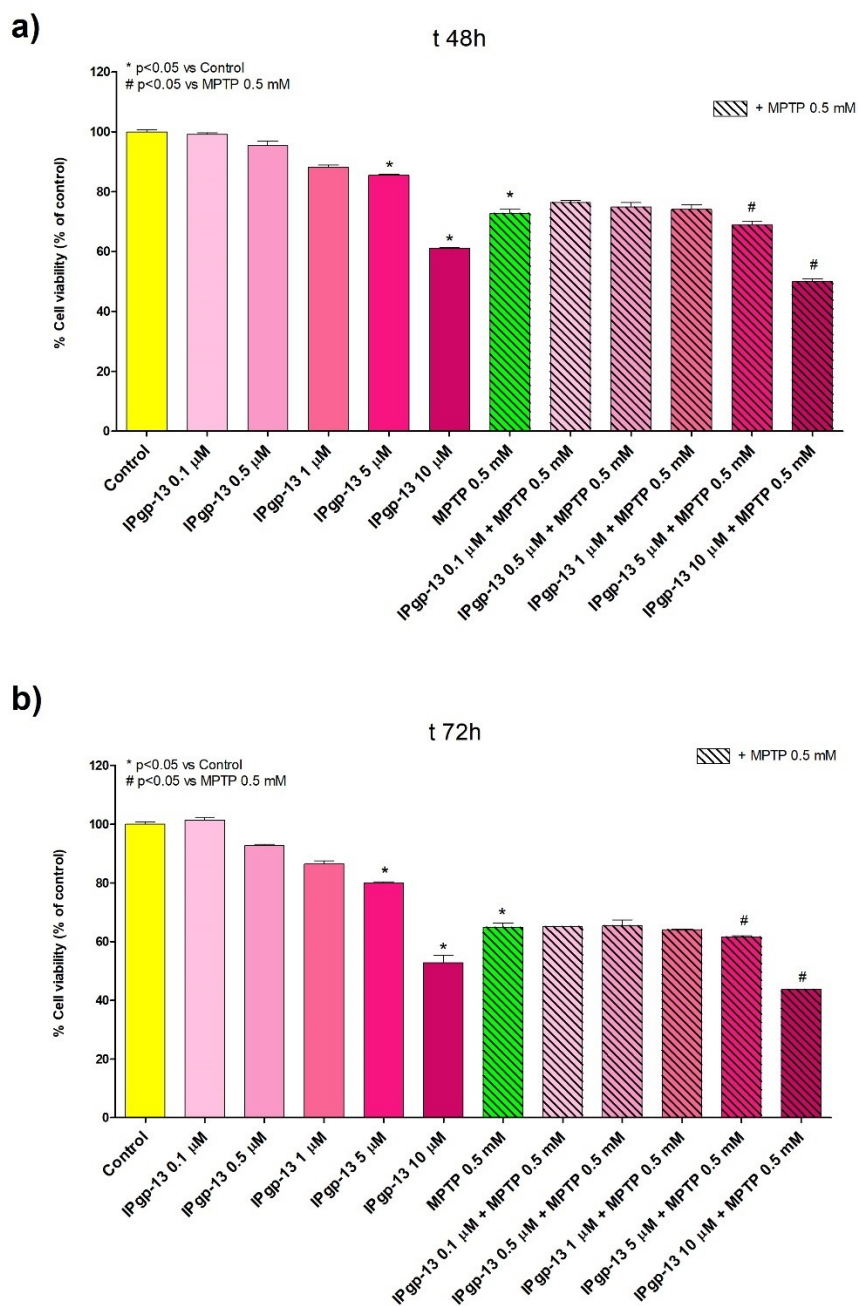 a)
t 48h
* p<0.05 vs Control
# p<0.05 vs MPTP 0.5 mM
+ MPTP 0.5 mM
% Cell viability (% of control)
120
100
80
60
40
20
0
*
*
*
#
#
Control
IPgp-13 0.1 μM
IPgp-13 0.5 μM
IPgp-13 1 μM
IPgp-13 5 μM
IPgp-13 10 μM
MPTP 0.5 mM
IPgp-13 0.1 μM + MPTP 0.5 mM
IPgp-13 0.5 μM + MPTP 0.5 mM
IPgp-13 1 μM + MPTP 0.5 mM
IPgp-13 5 μM + MPTP 0.5 mM
IPgp-13 10 μM + MPTP 0.5 mM
b)
t 72h
* p<0.05 vs Control
# p<0.05 vs MPTP 0.5 mM
+ MPTP 0.5 mM
% Cell viability (% of control)
120
100
80
60
40
20
0
*
*
*
#
#
Control
IPgp-13 0.1 μM
IPgp-13 0.5 μM
IPgp-13 1 μM
IPgp-13 5 μM
IPgp-13 10 μM
MPTP 0.5 mM
IPgp-13 0.1 μM + MPTP 0.5 mM
IPgp-13 0.5 μM + MPTP 0.5 mM
IPgp-13 1 μM + MPTP 0.5 mM
IPgp-13 5 μM + MPTP 0.5 mM
IPgp-13 10 μM + MPTP 0.5 mM